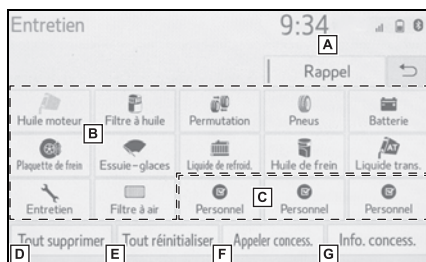 Entretien 9:34
A
Rappel
Huile moteur Filtre à huile Permutation Pneus Batterie
B
Plaquette de frein Essuie-glaces Liquide de refroid. Huile de frein Liquide trans.
AT
C
Entretien Filtre à air Personnel Personnel Personnel
Tout supprimer Tout réinitialiser Appeler concess. Info. concess.
D E F G